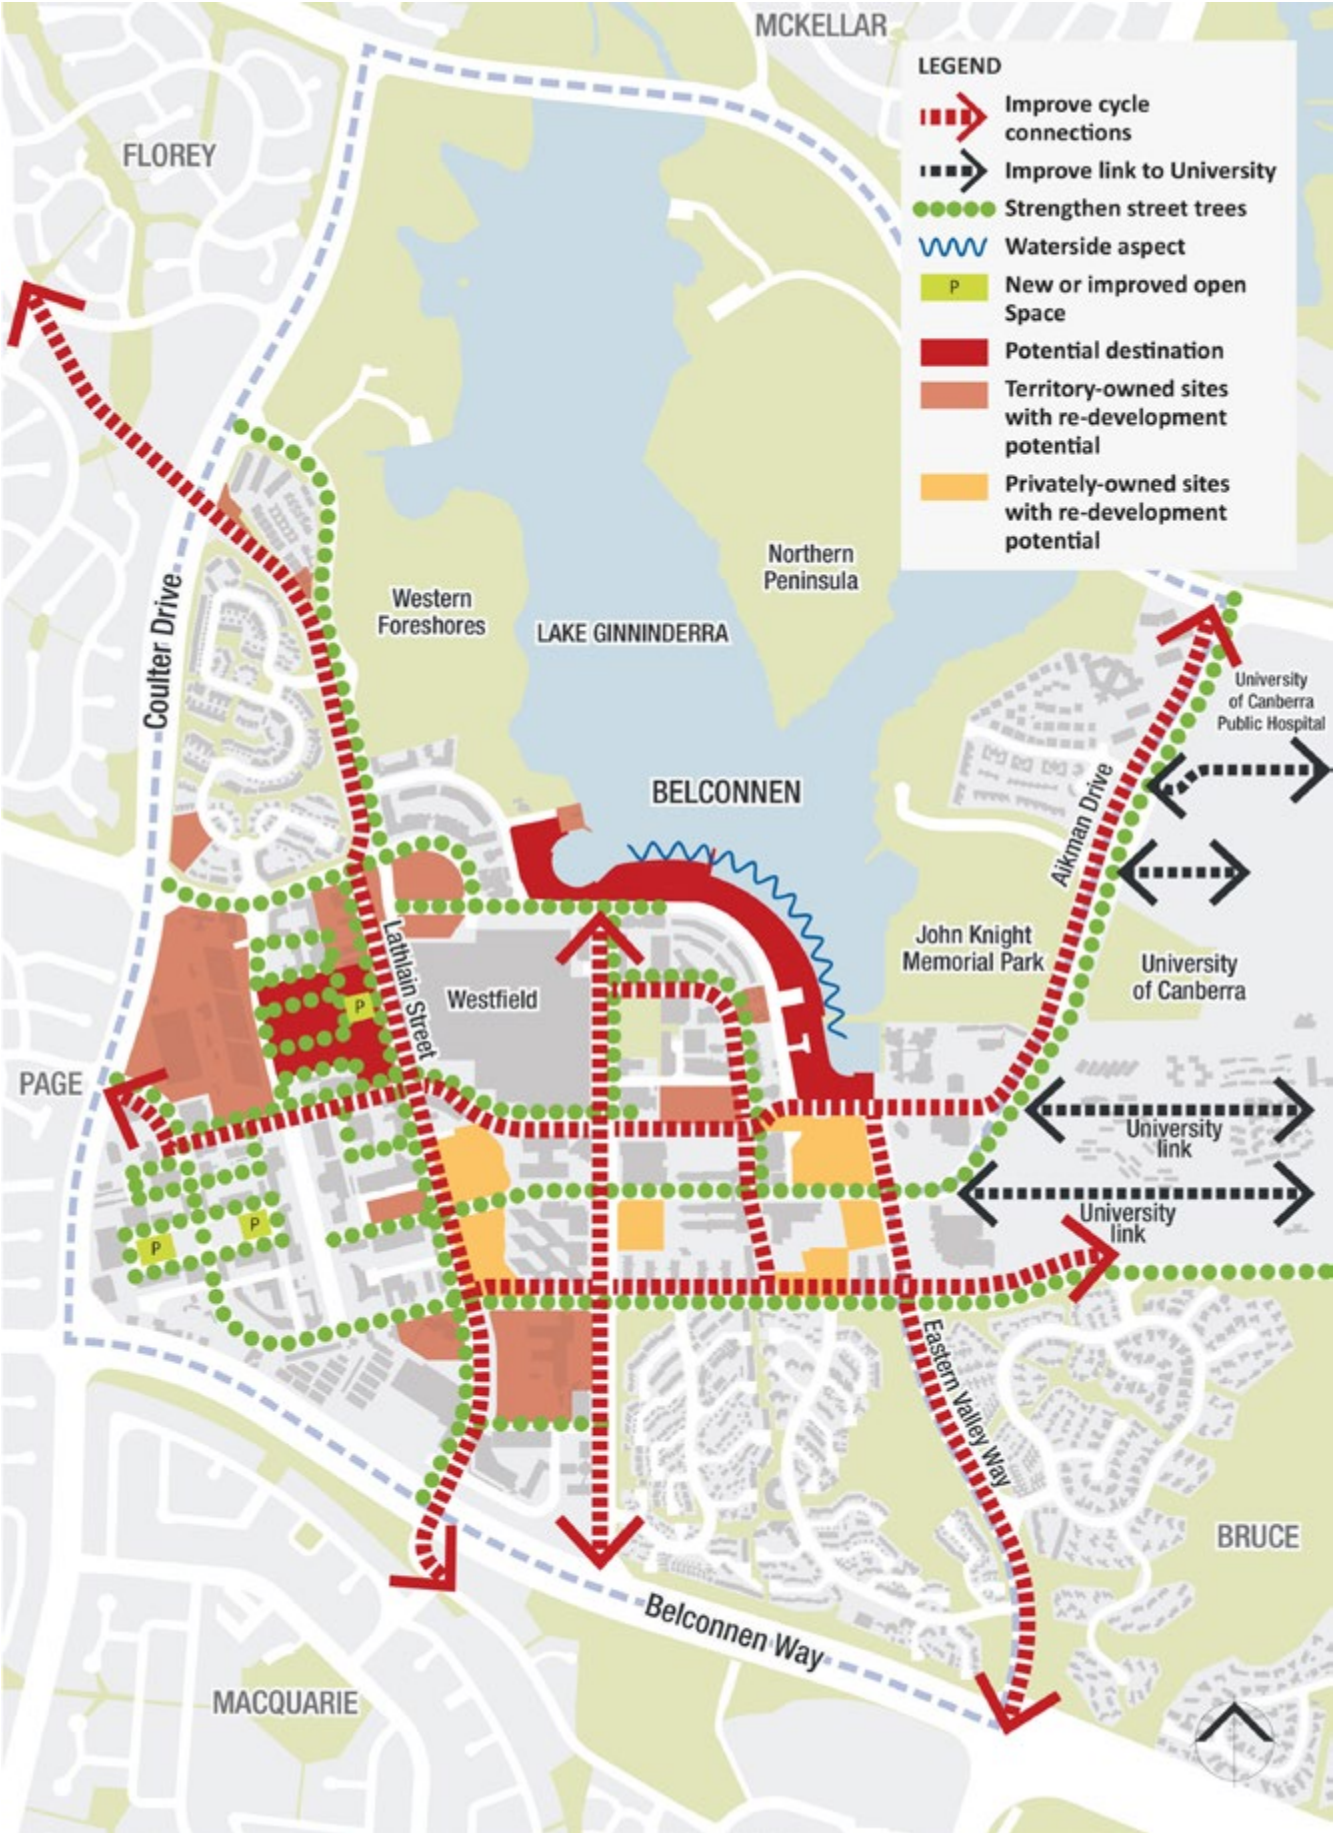 MCKELLAR
LEGEND
Improve cycle
connections
Improve link to University
Strengthen street trees
Waterside aspect
P
New or improved open
Space
Potential destination
Territory-owned sites
with re-development
potential
Privately-owned sites
with re-development
potential
FLOREY
Northern
Peninsula
Western
Foreshores
LAKE GINNINDERRA
Coulter Drive
University
of Canberra
Public Hospital
BELCONNEN
Aikman Drive
John Knight
Memorial Park
University
of Canberra
Lathlain Street
Westfield
P
PAGE
University
link
University
link
P
P
Eastern Valley Way
BRUCE
Belconnen Way
MACQUARIE